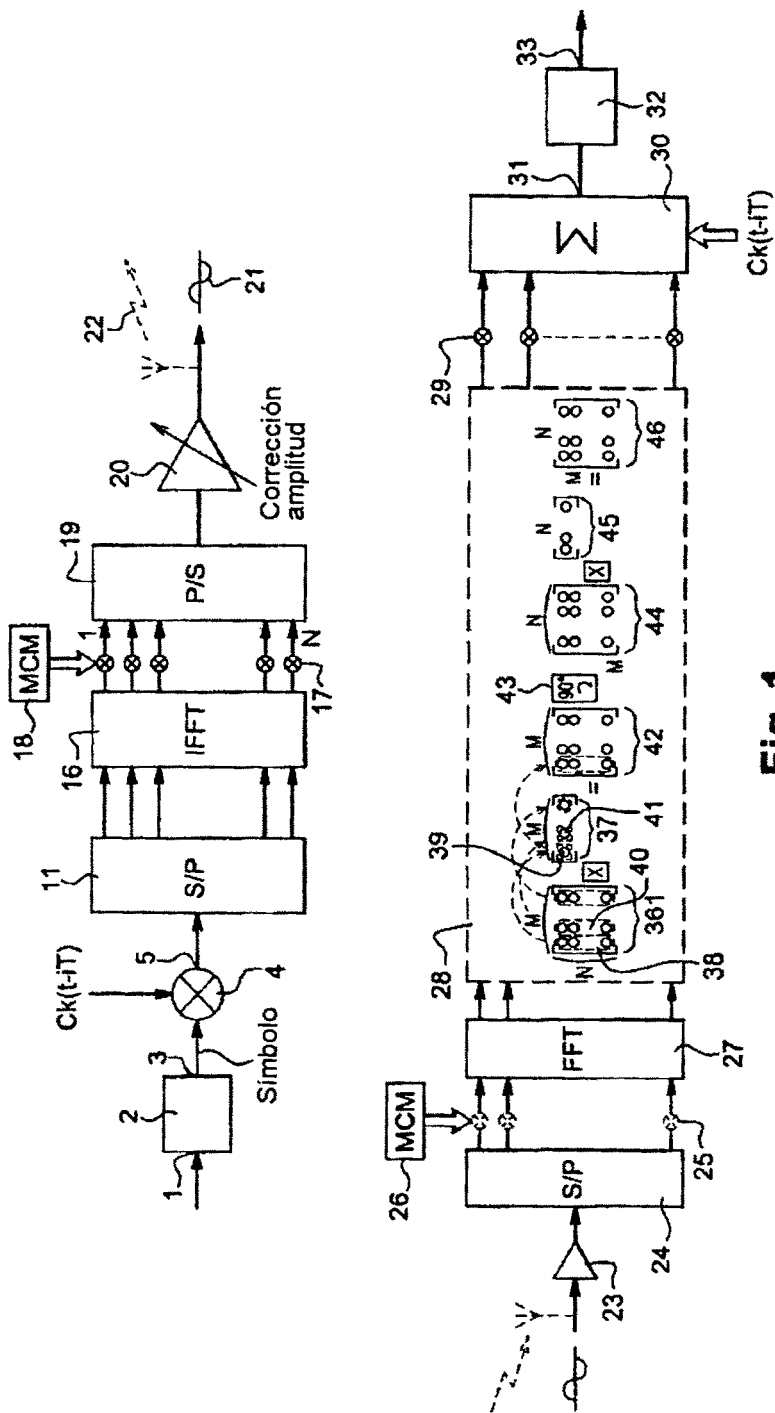 1
2
3
Símbolo
Ck(t-iT)
4
5
S/P
11
IFFT
16
MCM
18
1
N
17
P/S
19
20
Corrección
amplitud
22
21
23
S/P
24
MCM
26
25
FFT
27
28
N
M
361
38
40
X
39
M
37
41
=
M
42
43
90°
N
M
44
X
N
45
=
M
N
46
29
Σ
30
Ck(t-iT)
31
32
33
Fig. 1